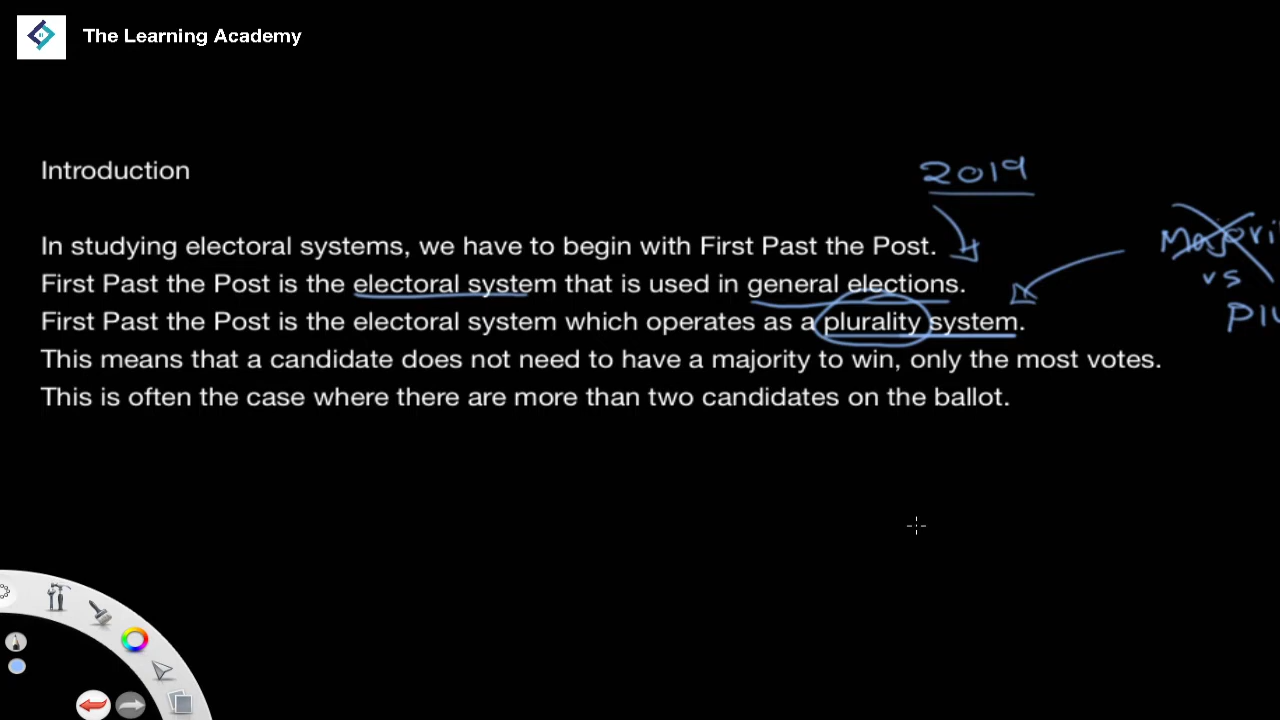 The Learning Academy
Introduction
2019
In studying electoral systems, we have to begin with First Past the Post.
First Past the Post is the electoral system that is used in general elections.
vs
First Past the Post is the electoral system which operates as a plurality system.
This means that a candidate does not need to have a majority to win, only the most votes.
This is often the case where there are more than two candidates on the ballot.